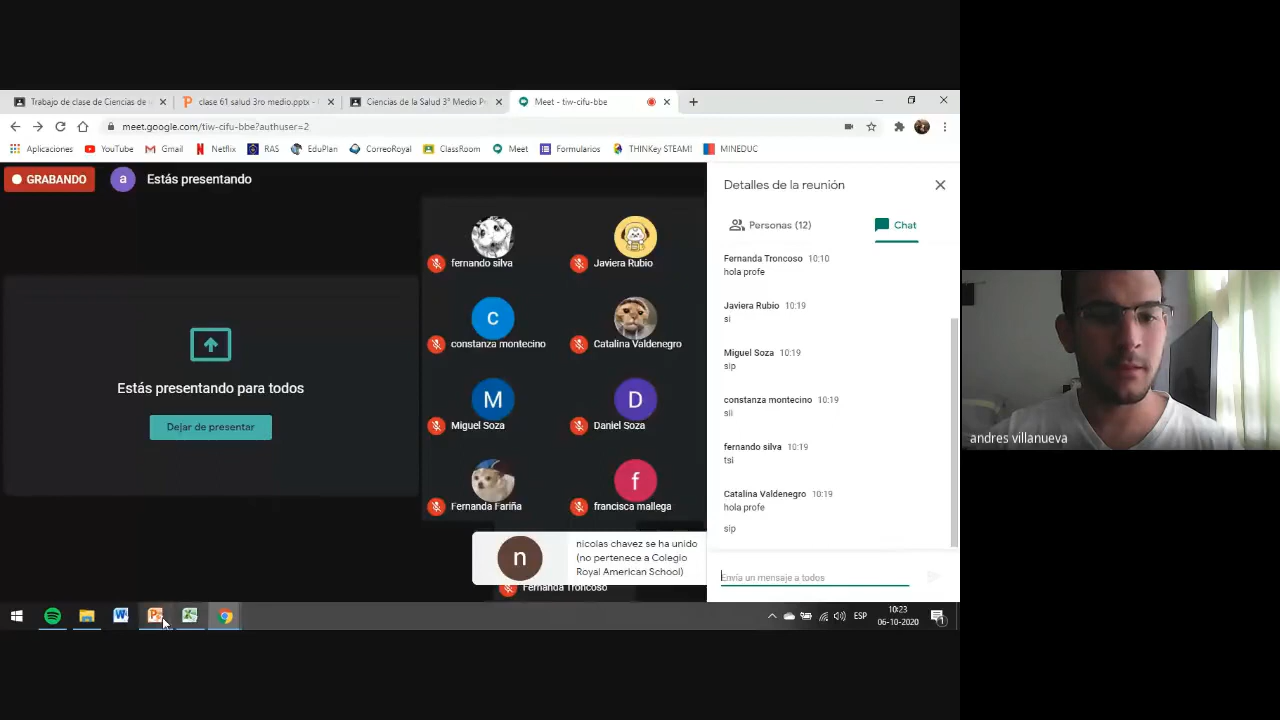 Trabajo de clase de Ciencias de
clase 61 salud 3ro medio.pptx -
Ciencias de la Salud 3° Medio P
Meet - tiw-cifu-bbe
meet.google.com/tiw-cifu-bbe?authuser=2
Aplicaciones
YouTube
Gmail
Netflix
RAS
EduPlan
CorreoRoyal
ClassRoom
Meet
Formularios
THINKey STEAM!
MINEDUC
GRABANDO
a
Estás presentando
Estás presentando para todos
Dejar de presentar
fernando silva
Javiera Rubio
c
constanza montecino
Catalina Valdenegro
M
Miguel Soza
D
Daniel Soza
Fernanda Fariña
f
francisca mallega
n
nicolas chavez se ha unido
(no pertenece a Colegio
Royal American School)
Fernanda Troncoso
Detalles de la reunión
Personas (12)
Chat
Fernanda Troncoso 10:10
hola profe
Javiera Rubio 10:19
si
Miguel Soza 10:19
sip
constanza montecino 10:19
sii
fernando silva 10:19
tsi
Catalina Valdenegro 10:19
hola profe
sip
Envía un mensaje a todos
ESP
10:23
06-10-2020
1
andres villanueva